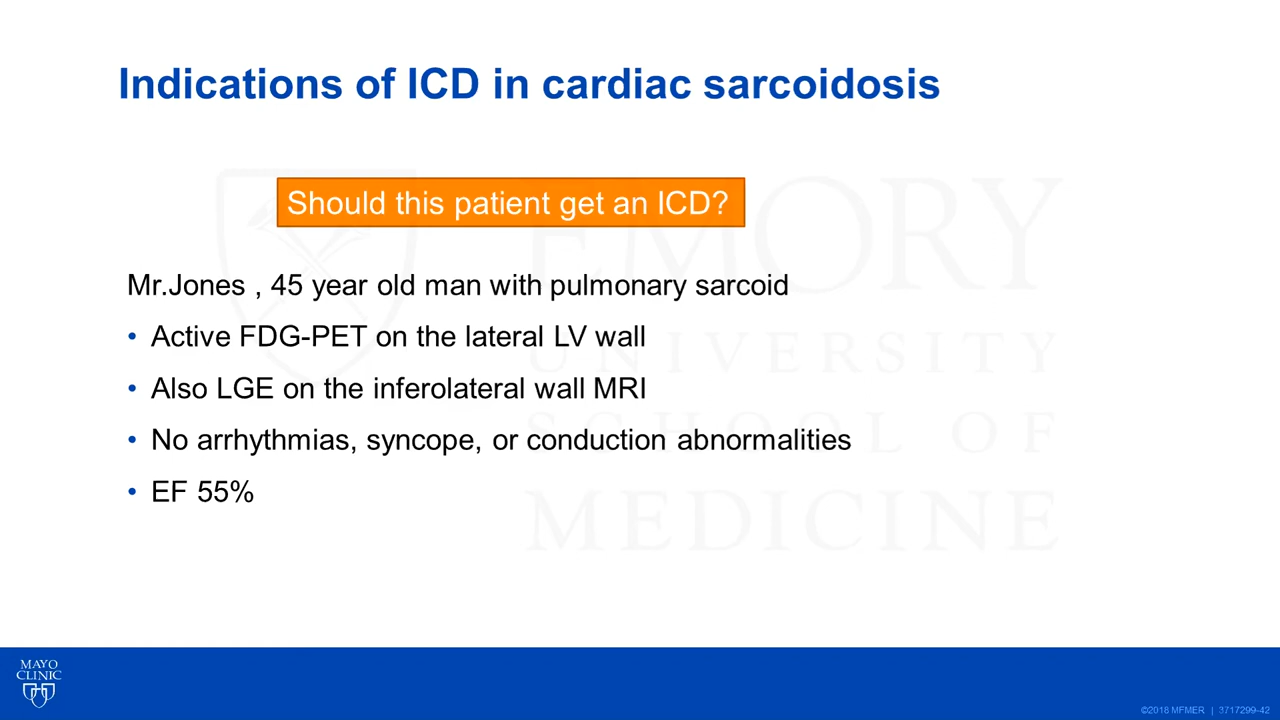 Indications of ICD in cardiac sarcoidosis
Should this patient get an ICD?
Mr.Jones , 45 year old man with pulmonary sarcoid
• Active FDG-PET on the lateral LV wall
• Also LGE on the inferolateral wall MRI
• No arrhythmias, syncope, or conduction abnormalities
• EF 55%
EMORY
UNIVERSITY
SCHOOL OF
MEDICINE
MAYO
CLINIC
©2018 MFMER | 3717299-42